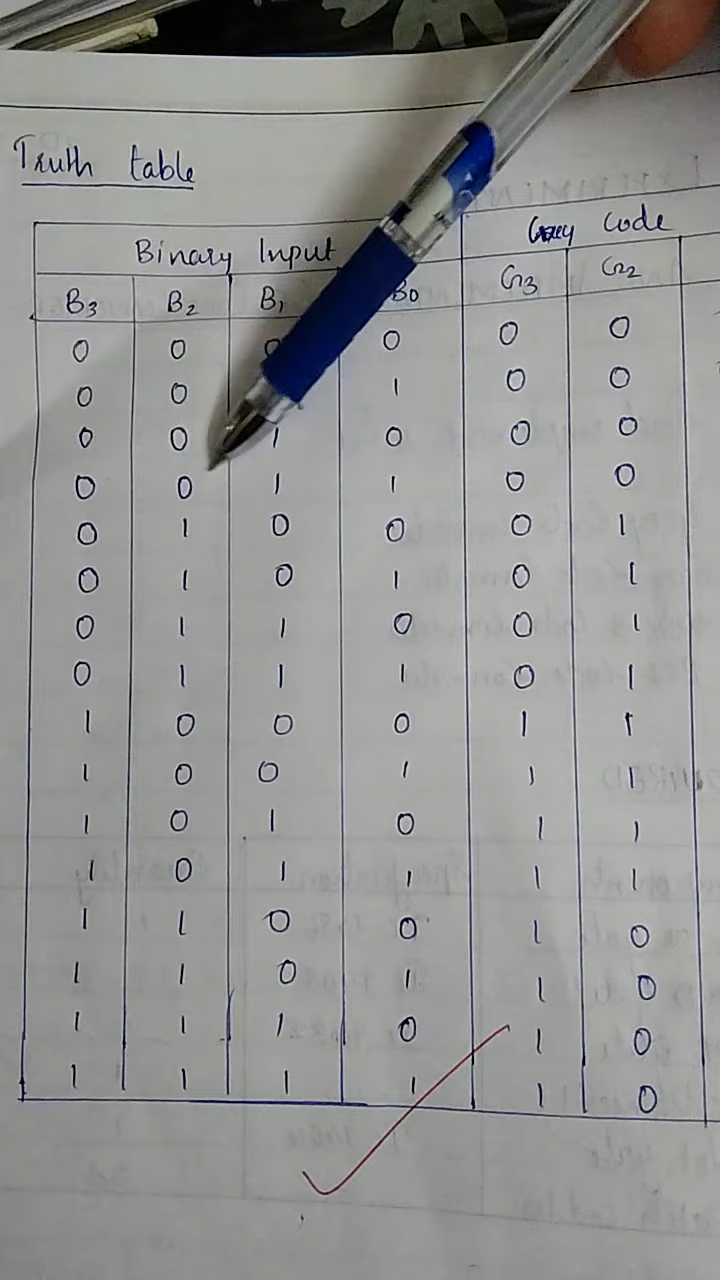 Truth table
Binary Input Grey Code
B3 B2 B1 B0 G3 G2
0 0 0 0 0 0
0 0 1 0 0
0 0 1 0 0 0
0 0 1 1 0 0
0 1 0 0 0 1
0 1 0 1 0 1
0 1 1 0 0 1
0 1 1 1 0 1
1 0 0 0 1 1
1 0 0 1 1 1
1 0 1 0 1 1
1 0 1 1 1 1
1 1 0 0 1 0
1 1 0 1 1 0
1 1 1 0 1 0
1 1 1 1 1 0